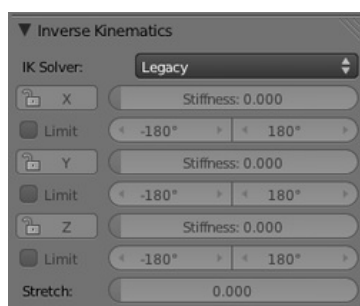 Inverse Kinematics
IK Solver: Legacy
X Stiffness: 0.000
Limit -180° 180°
Y Stiffness: 0.000
Limit -180° 180°
Z Stiffness: 0.000
Limit -180° 180°
Stretch: 0.000